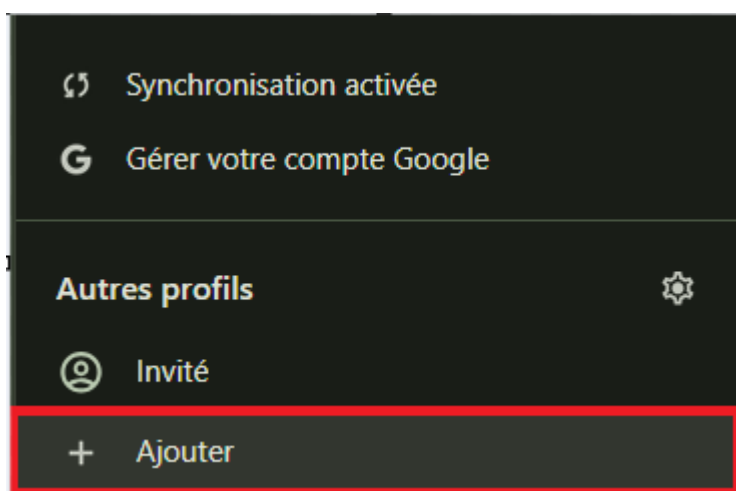 Synchronisation activée
Gérer votre compte Google
Autres profils
Invité
Ajouter